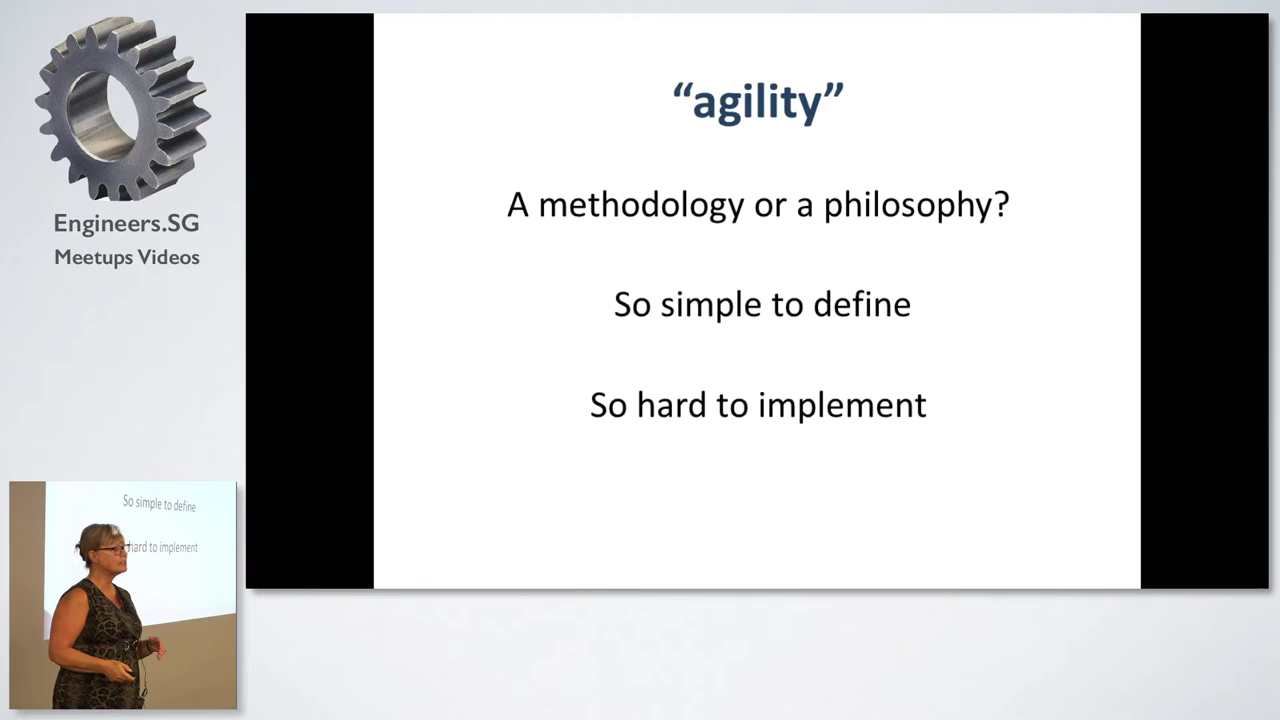 Engineers.SG
Meetups Videos
“agility”
A methodology or a philosophy?
So simple to define
So hard to implement
So simple to define
hard to implement